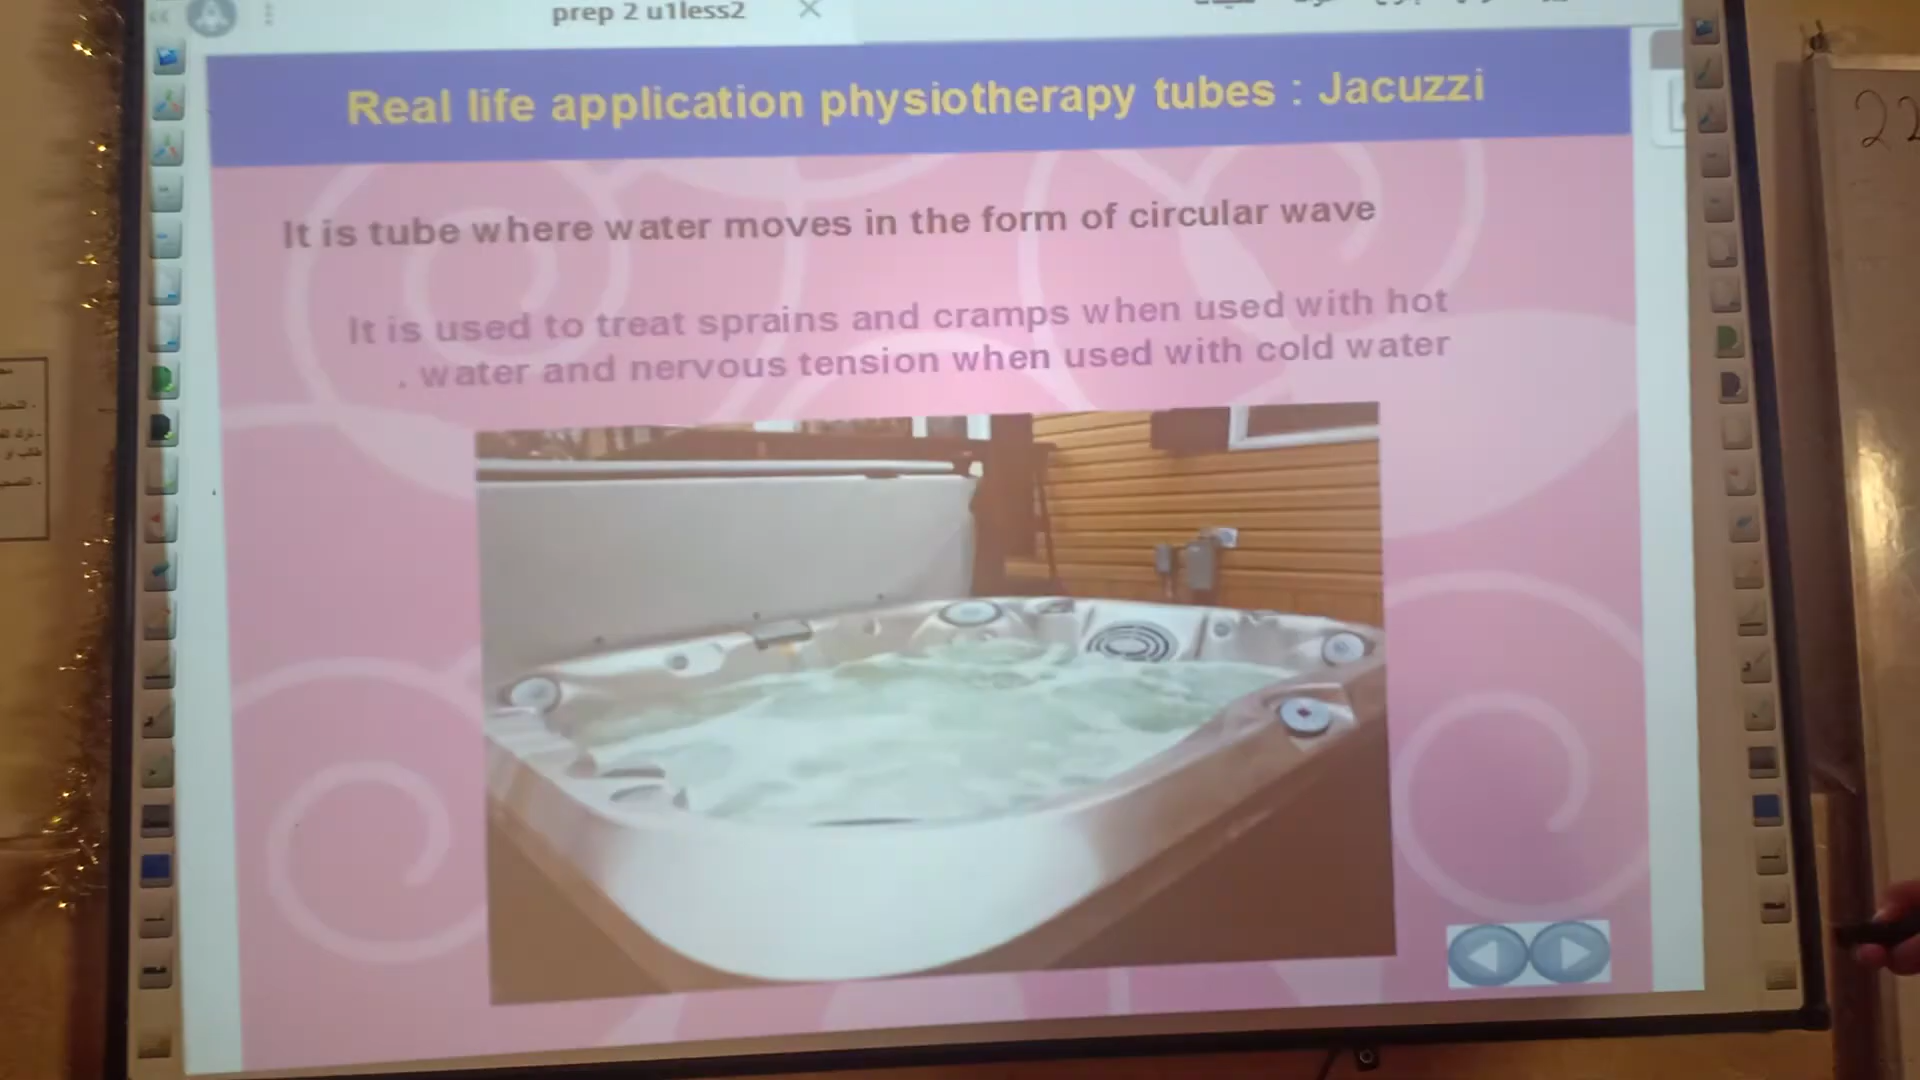 prep 2 u1less2
Real life application physiotherapy tubes : Jacuzzi
It is tube where water moves in the form of circular wave
It is used to treat sprains and cramps when used with hot
. water and nervous tension when used with cold water
22